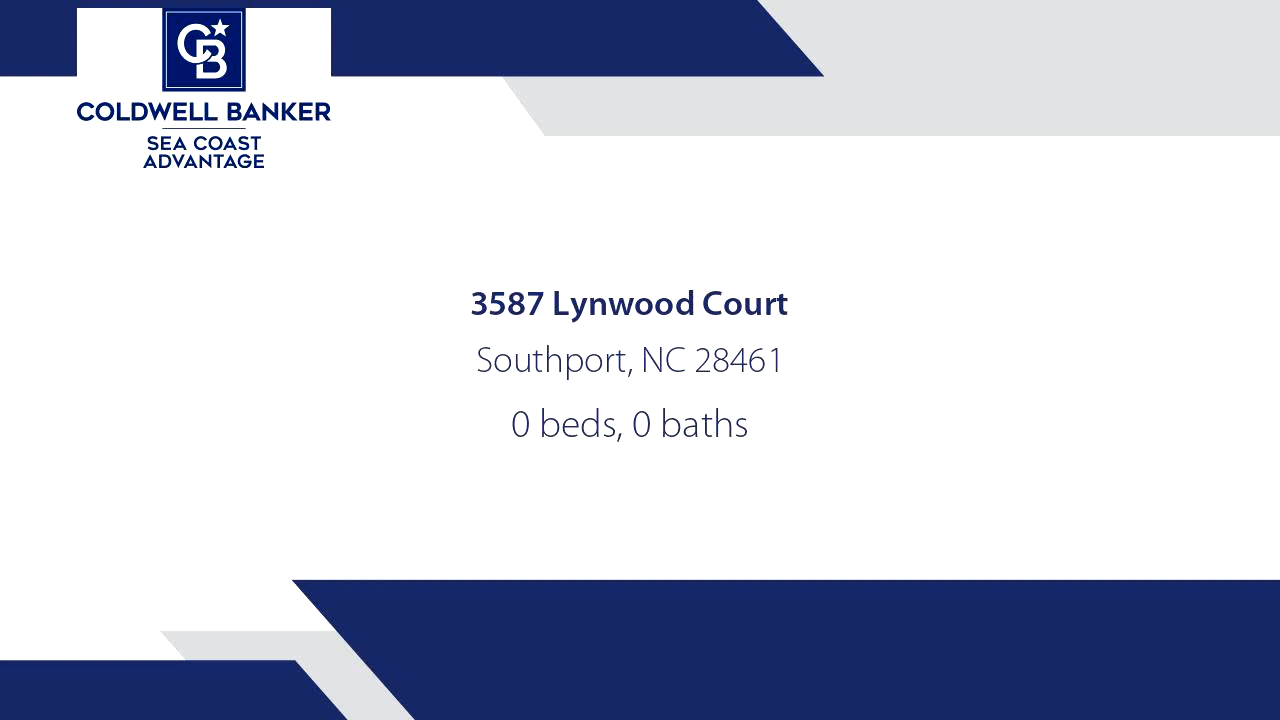 CB
COLDWELL BANKER
SEA COAST
ADVANTAGE
3587 Lynwood Court
Southport, NC 28461
0 beds, 0 baths